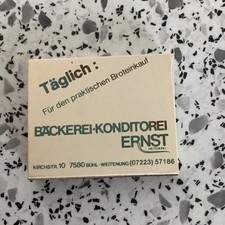 Täglich:
Für den praktischen Broteinkauf
BÄCKEREI-KONDITOREI
ERNST
KIRCHSTR. 10 7580 BÜHL-WEITENUNG (07223) 57186